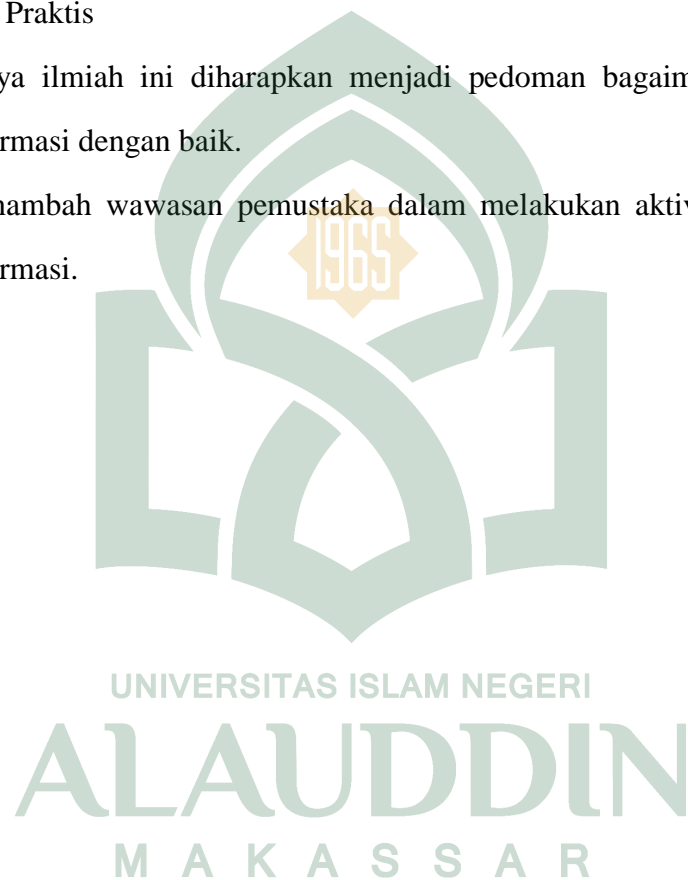 Praktis
ya ilmiah ini diharapkan menjadi pedoman bagaim
rmasi dengan baik.
nambah wawasan pemustaka dalam melakukan aktiv
rmasi.
1965
UNIVERSITAS ISLAM NEGERI
ALAUDDIN
MAKASSAR